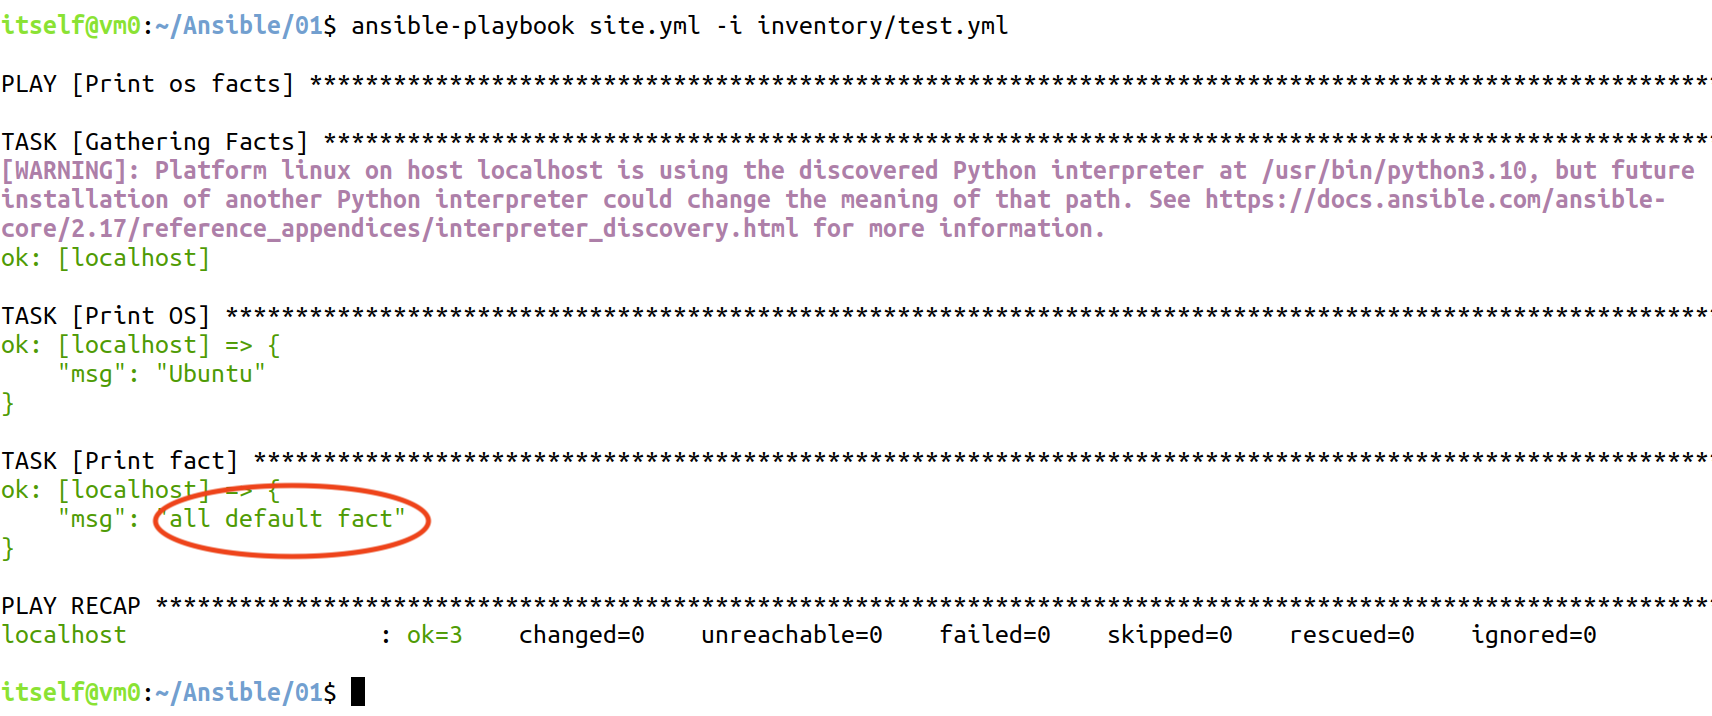 itself@vm0:~/Ansible/01$ ansible-playbook site.yml -i inventory/test.yml
PLAY [Print os facts] ****************************************************************************************************
TASK [Gathering Facts] ***************************************************************************************************
[WARNING]: Platform linux on host localhost is using the discovered Python interpreter at /usr/bin/python3.10, but future
installation of another Python interpreter could change the meaning of that path. See https://docs.ansible.com/ansible-
core/2.17/reference_appendices/interpreter_discovery.html for more information.
ok: [localhost]
TASK [Print OS] **********************************************************************************************************
ok: [localhost] => {
    "msg": "Ubuntu"
}
TASK [Print fact] ********************************************************************************************************
ok: [localhost] => {
    "msg": "all default fact"
}
PLAY RECAP ***************************************************************************************************************
localhost                  : ok=3    changed=0    unreachable=0    failed=0    skipped=0    rescued=0    ignored=0
itself@vm0:~/Ansible/01$